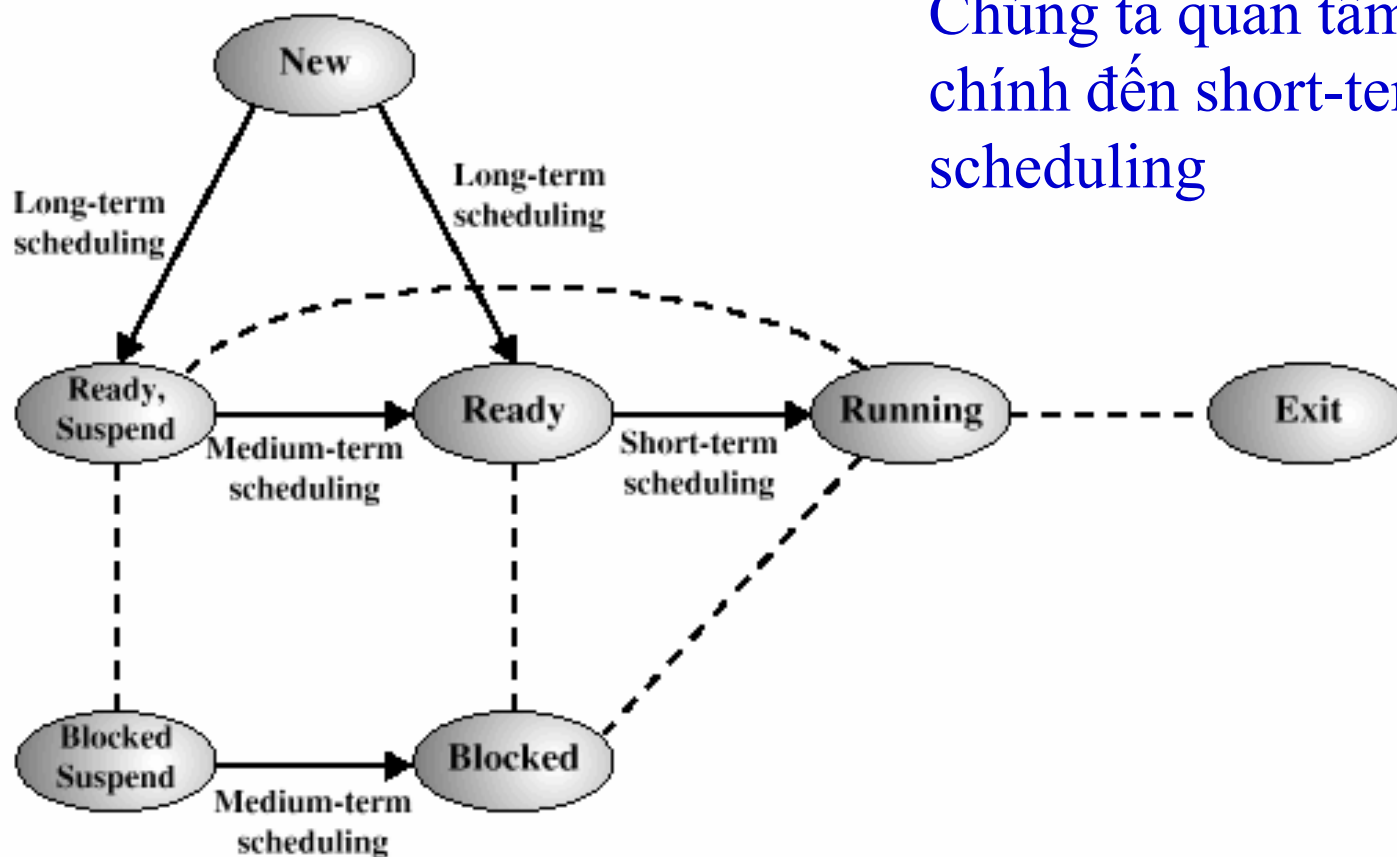 New
Chúng ta quan tâm
chính đến short-ter
scheduling
Long-term
scheduling
Long-term
scheduling
Ready,
Suspend
Medium-term
scheduling
Ready
Short-term
scheduling
Running
Exit
Blocked
Suspend
Medium-term
scheduling
Blocked